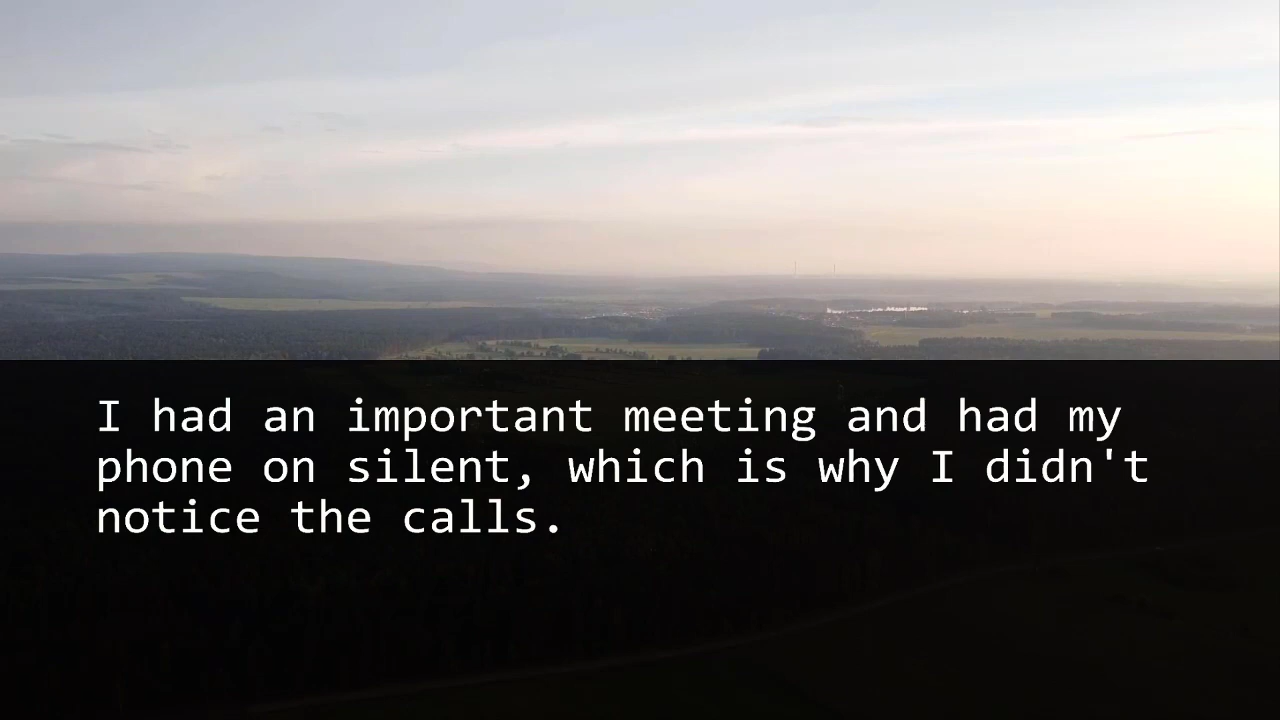 I had an important meeting and had my
phone on silent, which is why I didn't
notice the calls.